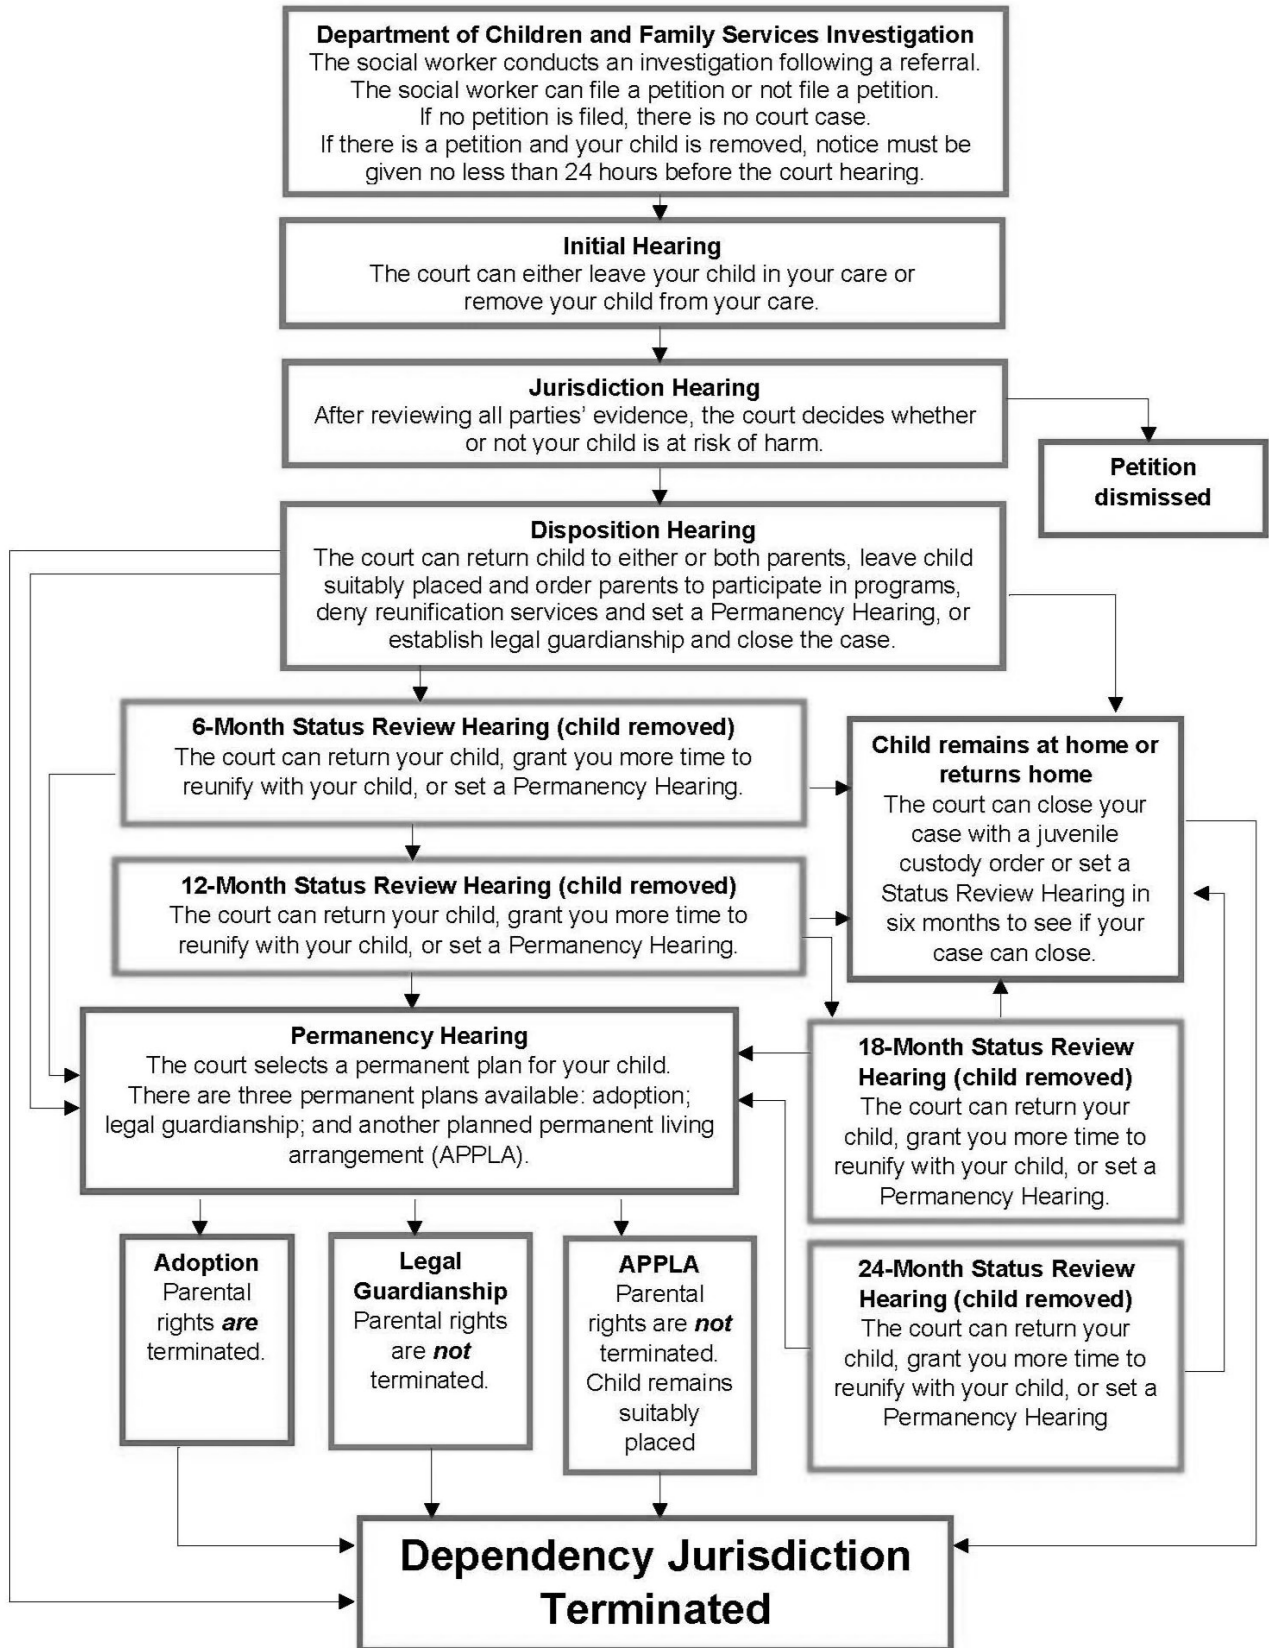 Department of Children and Family Services Investigation
The social worker conducts an investigation following a referral.
The social worker can file a petition or not file a petition.
If no petition is filed, there is no court case.
If there is a petition and your child is removed, notice must be
given no less than 24 hours before the court hearing.
Initial Hearing
The court can either leave your child in your care or
remove your child from your care.
Jurisdiction Hearing
After reviewing all parties’ evidence, the court decides whether
or not your child is at risk of harm.
Petition
dismissed
Disposition Hearing
The court can return child to either or both parents, leave child
suitably placed and order parents to participate in programs,
deny reunification services and set a Permanency Hearing, or
establish legal guardianship and close the case.
6-Month Status Review Hearing (child removed)
The court can return your child, grant you more time to
reunify with your child, or set a Permanency Hearing.
Child remains at home or
returns home
The court can close your
case with a juvenile
custody order or set a
Status Review Hearing in
six months to see if your
case can close.
12-Month Status Review Hearing (child removed)
The court can return your child, grant you more time to
reunify with your child, or set a Permanency Hearing.
Permanency Hearing
The court selects a permanent plan for your child.
There are three permanent plans available: adoption;
legal guardianship; and another planned permanent living
arrangement (APPLA).
18-Month Status Review
Hearing (child removed)
The court can return your
child, grant you more time to
reunify with your child, or set a
Permanency Hearing.
Adoption
Parental
rights are
terminated.
Legal
Guardianship
Parental rights
are not
terminated.
APPLA
Parental
rights are not
terminated.
Child remains
suitably
placed
24-Month Status Review
Hearing (child removed)
The court can return your
child, grant you more time to
reunify with your child, or set a
Permanency Hearing
Dependency Jurisdiction
Terminated